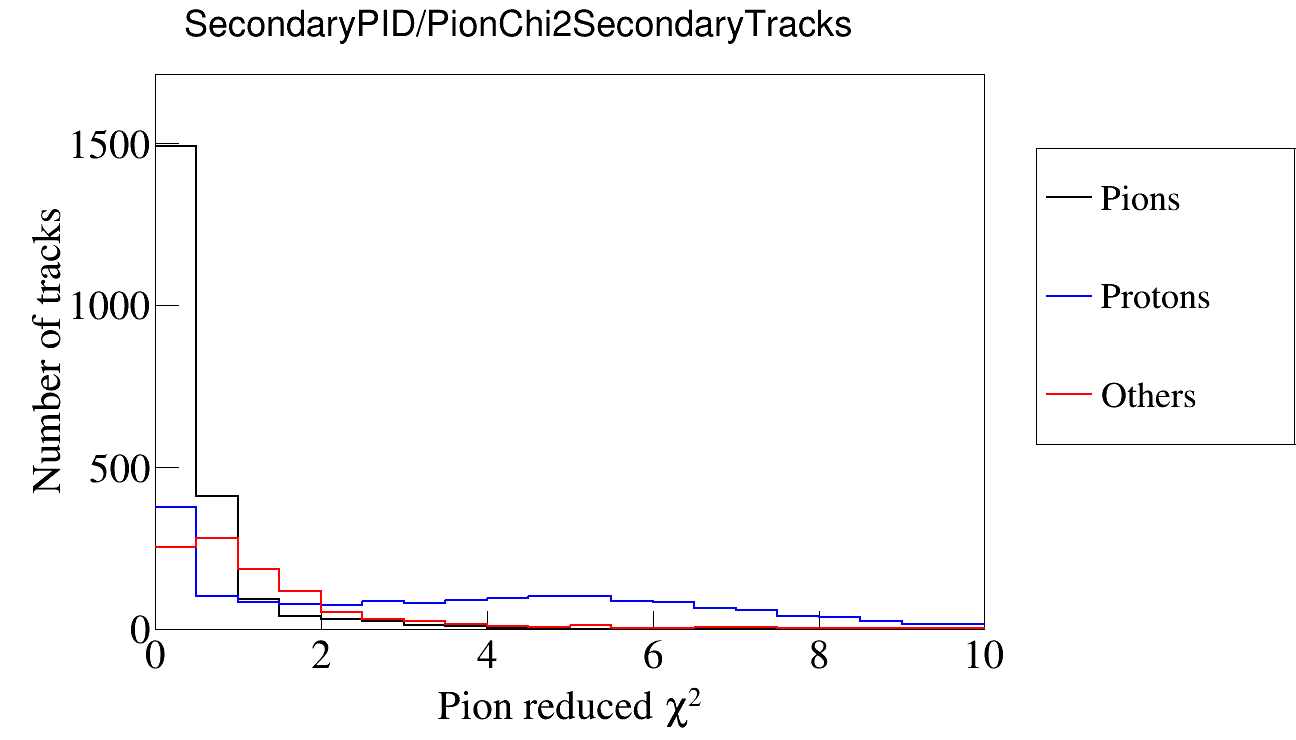 SecondaryPID/PionChi2SecondaryTracks
Number of tracks
1500
1000
500
0
0 2 4 6 8 10
Pion reduced χ²
Pions
Protons
Others